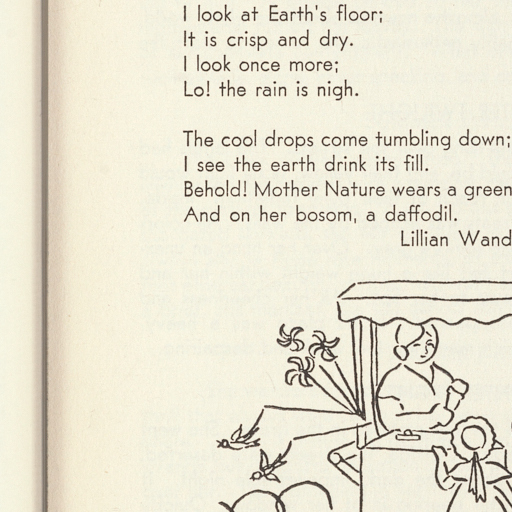 I look at Earth's floor;
It is crisp and dry.
I look once more;
Lo! the rain is nigh.
The cool drops come tumbling down;
I see the earth drink its fill.
Behold! Mother Nature wears a green
And on her bosom, a daffodil.
Lillian Wand